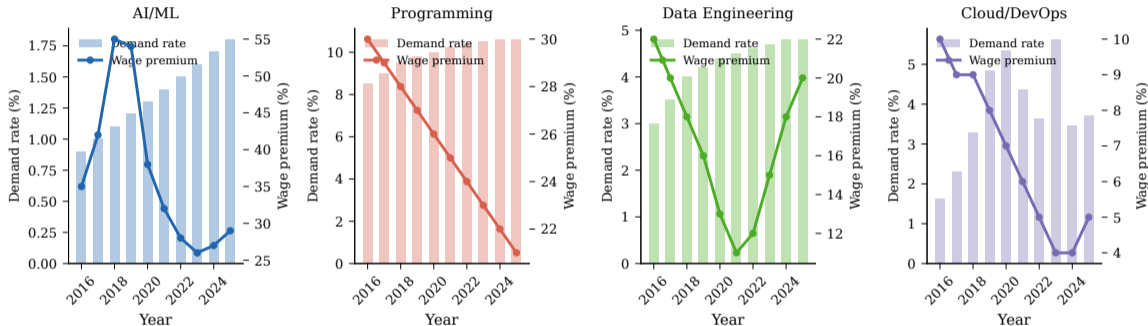 AI/ML
Demand rate (%)
1.75
1.50
1.25
1.00
0.75
0.50
0.25
0.00
Demand rate
Wage premium
55
50
45
40
35
30
25
Wage premium (%)
2016
2018
2020
2022
2024
Year
Programming
Demand rate (%)
10
8
6
4
2
0
Demand rate
Wage premium
30
28
26
24
22
Wage premium (%)
2016
2018
2020
2022
2024
Year
Data Engineering
Demand rate (%)
5
4
3
2
1
0
Demand rate
Wage premium
22
20
18
16
14
12
Wage premium (%)
2016
2018
2020
2022
2024
Year
Cloud/DevOps
Demand rate (%)
5
4
3
2
1
0
Demand rate
Wage premium
10
9
8
7
6
5
4
Wage premium (%)
2016
2018
2020
2022
2024
Year